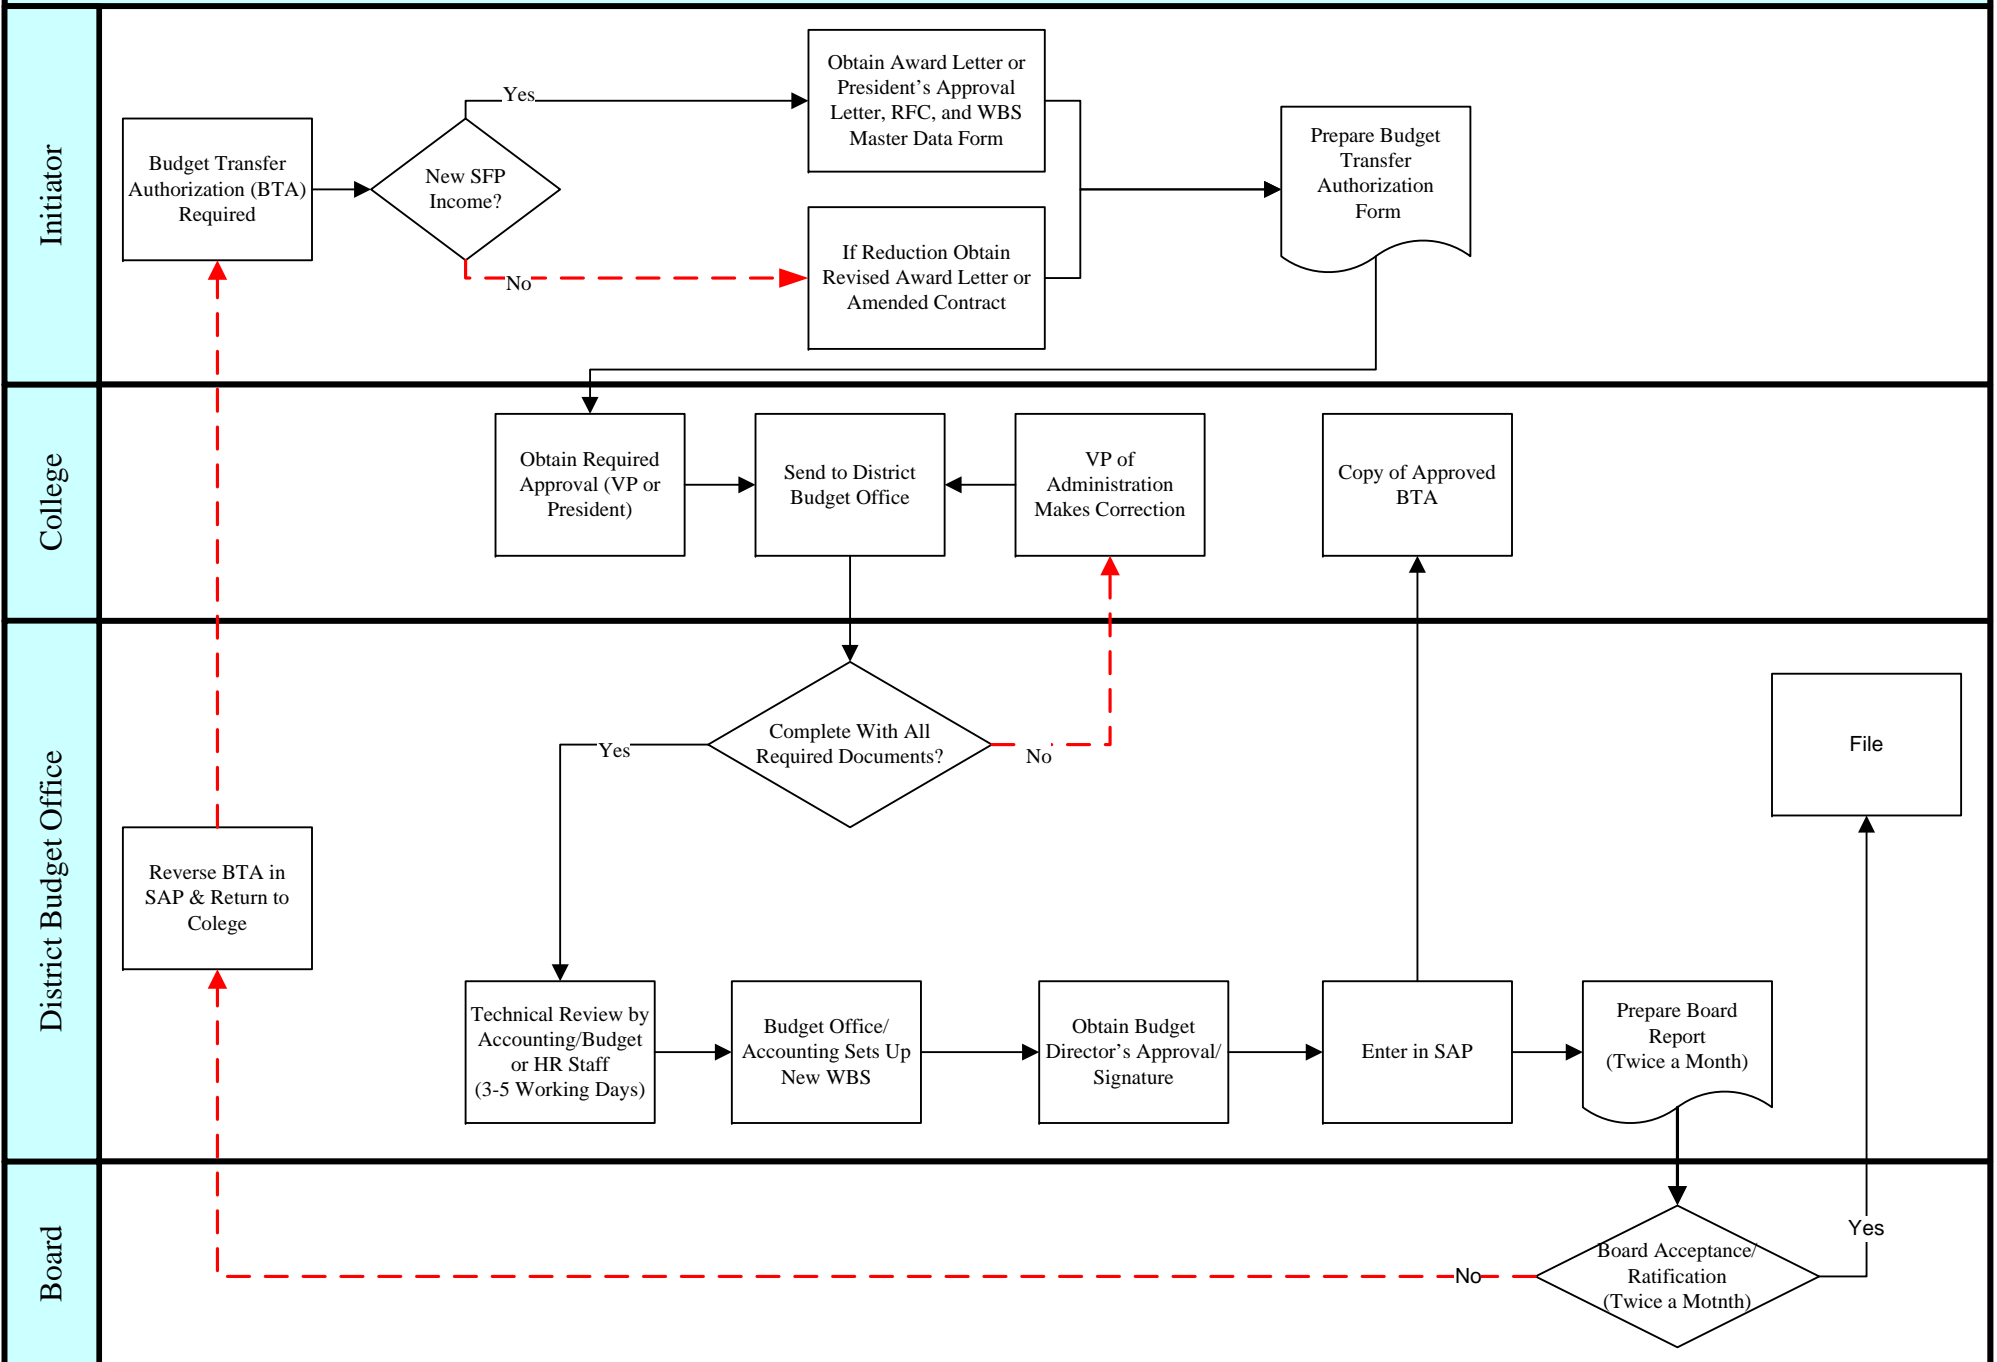 Initiator
Budget Transfer
Authorization (BTA)
Required
New SFP
Income?
Yes
No
Obtain Award Letter or
President’s Approval
Letter, RFC, and WBS
Master Data Form
If Reduction Obtain
Revised Award Letter or
Amended Contract
Prepare Budget
Transfer
Authorization
Form
College
Obtain Required
Approval (VP or
President)
Send to District
Budget Office
VP of
Administration
Makes Correction
Copy of Approved
BTA
District Budget Office
Complete With All
Required Documents?
Yes
No
File
Reverse BTA in
SAP & Return to
Colege
Technical Review by
Accounting/Budget
or HR Staff
(3-5 Working Days)
Budget Office/
Accounting Sets Up
New WBS
Obtain Budget
Director’s Approval/
Signature
Enter in SAP
Prepare Board
Report
(Twice a Month)
Board
Board Acceptance/
Ratification
(Twice a Motnth)
No
Yes